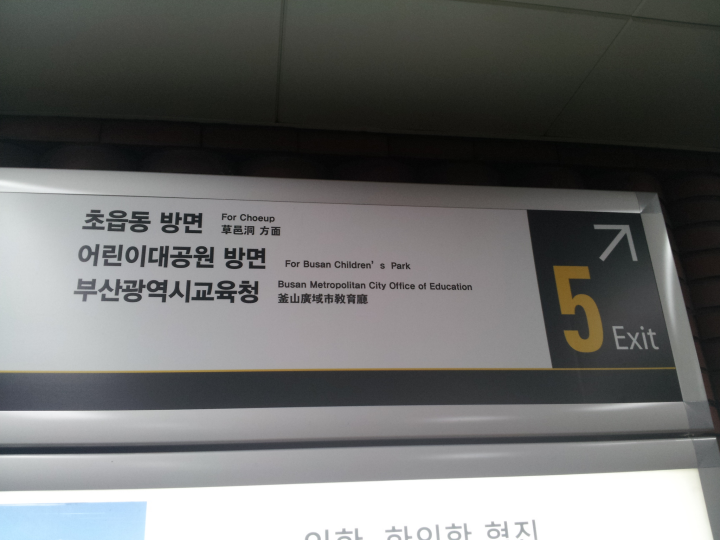 초읍동 방면 For Choeup
草邑洞 方面
어린이대공원 방면 For Busan Children's Park
부산광역시교육청 Busan Metropolitan City Office of Education
釜山廣域市敎育廳
5 Exit